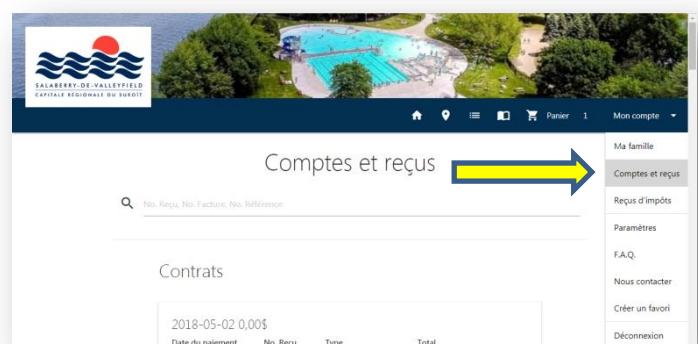 SALABERRY-DE-VALLEYFIELD
CAPITALE RÉGIONALE DU SUROÎT
Panier 1 Mon compte
Ma famille
Comptes et reçus
Reçus d'impôts
Paramètres
F.A.Q.
Nous contacter
Créer un favori
Déconnexion
Comptes et reçus
No. Reçu, No. Facture, No. Référence
Contrats
2018-05-02 0,00$
Date du paiement No. Reçu Type Total